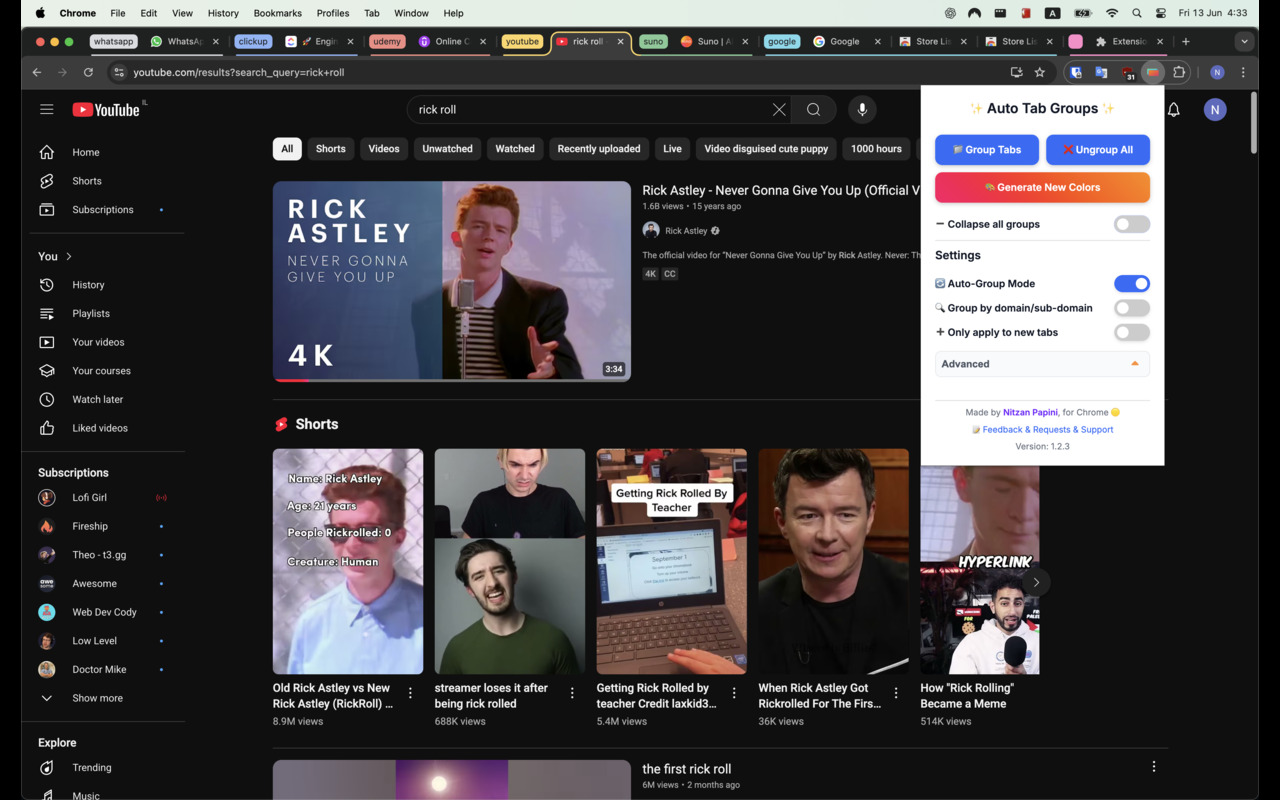 Chrome File Edit View History Bookmarks Profiles Tab Window Help A Fri 13 Jun 4:33
whatsapp WhatsAp clickup Engin udemy Online C youtube rick roll - suno Suno | AI google Google Store Lis Store Lis Extensio
youtube.com/results?search_query=rick+roll 31 N
YouTube IL
rick roll
N
All Shorts Videos Unwatched Watched Recently uploaded Live Video disguised cute puppy 1000 hours
Home
Shorts
Subscriptions
You
History
Playlists
Your videos
Your courses
Watch later
Liked videos
Subscriptions
Lofi Girl
Fireship
Theo - t3.gg
Awesome
Web Dev Cody
Low Level
Doctor Mike
Show more
Explore
Trending
Music
RICK
ASTLEY
NEVER GONNA
GIVE YOU UP
4K
3:34
Rick Astley - Never Gonna Give You Up (Official V
1.6B views • 15 years ago
Rick Astley
The official video for "Never Gonna Give You Up" by Rick Astley. Never: Th
4K CC
Shorts
Name: Rick Astley
Age: 21 years
People Rickrolled: 0
Creature: Human
Getting Rick Rolled By
Teacher
September 1
HYPERLINK
Old Rick Astley vs New
Rick Astley (RickRoll) ...
8.9M views
streamer loses it after
being rick rolled
688K views
Getting Rick Rolled by
teacher Credit laxkid3...
5.4M views
When Rick Astley Got
Rickrolled For The Firs...
36K views
How "Rick Rolling"
Became a Meme
514K views
the first rick roll
6M views • 2 months ago
✨ Auto Tab Groups ✨
Group Tabs
❌ Ungroup All
Generate New Colors
Collapse all groups
Settings
Auto-Group Mode
Group by domain/sub-domain
Only apply to new tabs
Advanced
Made by Nitzan Papini, for Chrome
Feedback & Requests & Support
Version: 1.2.3